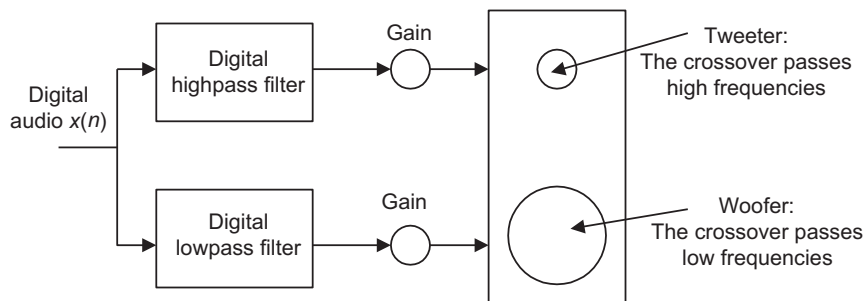 Digital
audio x(n)
Digital
highpass filter
Gain
Tweeter:
The crossover passes
high frequencies
Digital
lowpass filter
Gain
Woofer:
The crossover passes
low frequencies